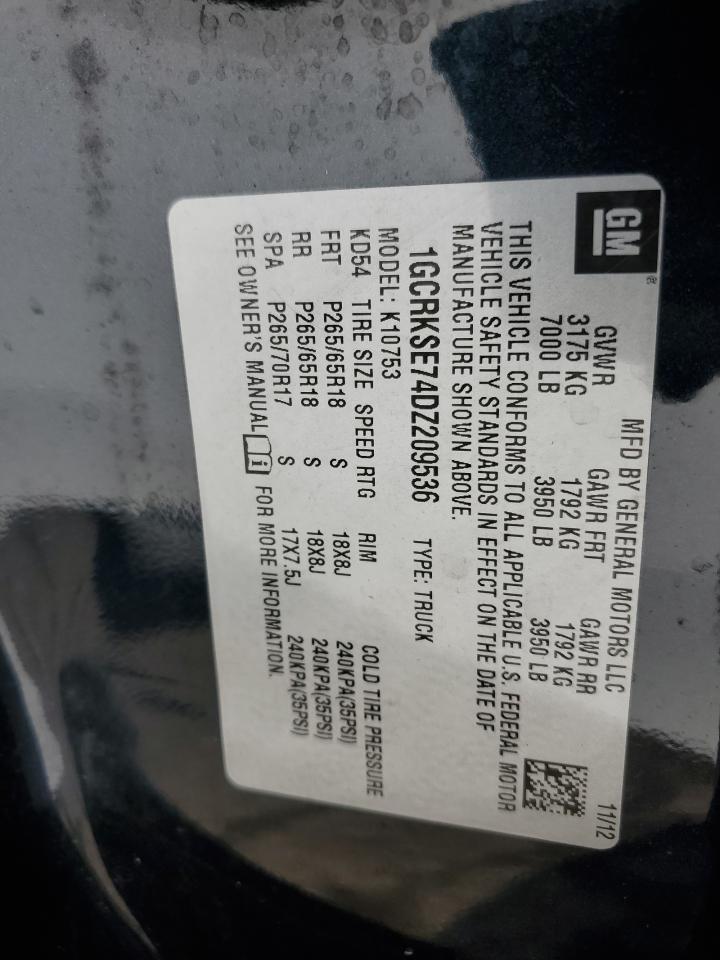 GM®
MFD BY GENERAL MOTORS LLC 11/12
GVWR GAWR FRT GAWR RR
3175 KG 1792 KG 1792 KG
7000 LB 3950 LB 3950 LB
THIS VEHICLE CONFORMS TO ALL APPLICABLE U.S. FEDERAL MOTOR
VEHICLE SAFETY STANDARDS IN EFFECT ON THE DATE OF
MANUFACTURE SHOWN ABOVE.
1GCRKSE74DZ209536 TYPE: TRUCK
MODEL: K10753
KD54 TIRE SIZE SPEED RTG RIM COLD TIRE PRESSURE
FRT P265/65R18 S 18X8J 240KPA(35PSI)
RR P265/65R18 S 18X8J 240KPA(35PSI)
SPA P265/70R17 S 17X7.5J 240KPA(35PSI)
SEE OWNER'S MANUAL i FOR MORE INFORMATION.